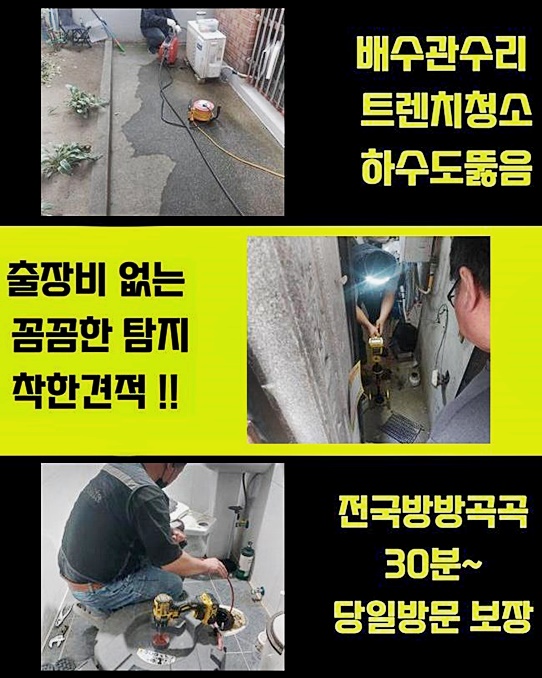 배수관수리
트렌치청소
하수도뚫음
출장비 없는
꼼꼼한 탐지
착한견적 !!
전국방방곡곡
30분~
당일방문 보장